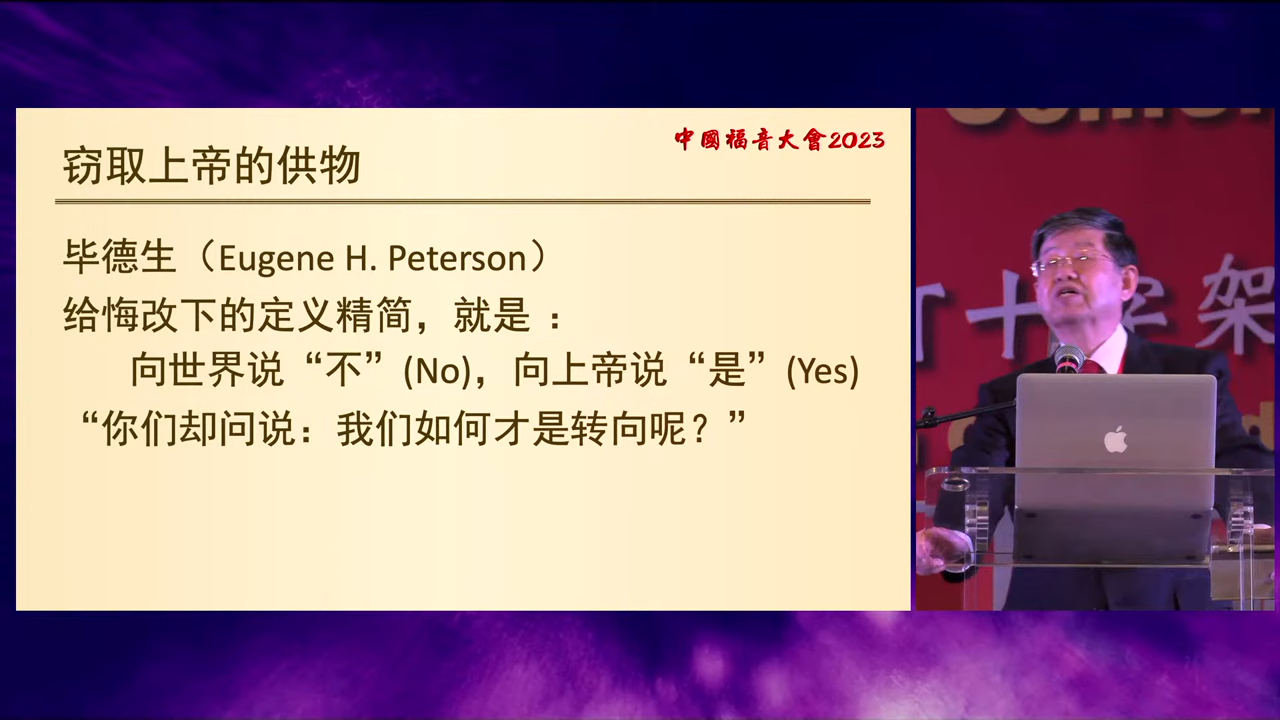 中國福音大會2023
窃取上帝的供物
毕德生（Eugene H. Peterson）
给悔改下的定义精简，就是 ：
向世界说“不”(No)，向上帝说“是”(Yes)
“你们却问说：我们如何才是转向呢？”
十字架